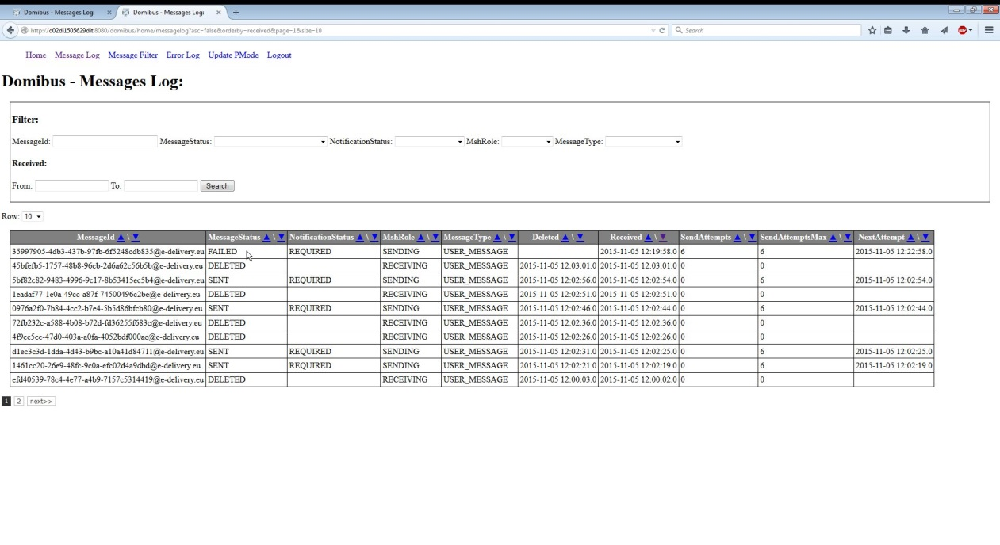 Domibus - Messages Log: × Domibus - Messages Log: × +
http://d02di1505629dit:8080/domibus/home/messagelog?asc=false&orderby=received&page=1&size=10 Search ABP
Home Message Log Message Filter Error Log Update PMode Logout
Domibus - Messages Log:
Filter:
MessageId: MessageStatus: NotificationStatus: MshRole: MessageType:
Received:
From: To: Search
Row: 10
MessageId ▲ \ ▼ MessageStatus ▲ \ ▼ NotificationStatus ▲ \ ▼ MshRole ▲ \ ▼ MessageType ▲ \ ▼ Deleted ▲ \ ▼ Received ▲ \ ▼ SendAttempts ▲ \ ▼ SendAttemptsMax ▲ \ ▼ NextAttempt ▲ \ ▼
35997905-4db3-437b-97fb-6f5248cdb835@e-delivery.eu FAILED REQUIRED SENDING USER_MESSAGE 2015-11-05 12:19:58.0 6 6 2015-11-05 12:22:58.0
45bfefb5-1757-48b8-96cb-2d6a62c56b5b@e-delivery.eu DELETED RECEIVING USER_MESSAGE 2015-11-05 12:03:01.0 2015-11-05 12:03:01.0 0 0
5bf82c82-9483-4996-9c17-8b53415ec5b4@e-delivery.eu SENT REQUIRED SENDING USER_MESSAGE 2015-11-05 12:02:56.0 2015-11-05 12:02:54.0 0 6 2015-11-05 12:02:54.0
1eadaf77-1e0a-49cc-a87f-74500496c2be@e-delivery.eu DELETED RECEIVING USER_MESSAGE 2015-11-05 12:02:51.0 2015-11-05 12:02:51.0 0 0
0976a2f0-7b84-4cc2-b7e4-5b5d86bfcb80@e-delivery.eu SENT REQUIRED SENDING USER_MESSAGE 2015-11-05 12:02:46.0 2015-11-05 12:02:44.0 0 6 2015-11-05 12:02:44.0
72fb232c-a588-4b08-b72d-fd36255f683c@e-delivery.eu DELETED RECEIVING USER_MESSAGE 2015-11-05 12:02:36.0 2015-11-05 12:02:36.0 0 0
4f9ce5ce-47d0-403a-a0fa-4052bdf000ae@e-delivery.eu DELETED RECEIVING USER_MESSAGE 2015-11-05 12:02:26.0 2015-11-05 12:02:26.0 0 0
d1ec3c3d-1dda-4d43-b9bc-a10a41d84711@e-delivery.eu SENT REQUIRED SENDING USER_MESSAGE 2015-11-05 12:02:31.0 2015-11-05 12:02:25.0 0 6 2015-11-05 12:02:25.0
1461cc20-26e9-48fc-9c0a-efc02d4a9dbd@e-delivery.eu SENT REQUIRED SENDING USER_MESSAGE 2015-11-05 12:02:21.0 2015-11-05 12:02:19.0 0 6 2015-11-05 12:02:19.0
efd40539-78c4-4e77-a4b9-7157c5314419@e-delivery.eu DELETED RECEIVING USER_MESSAGE 2015-11-05 12:00:03.0 2015-11-05 12:00:02.0 0 0
1 2 next>>